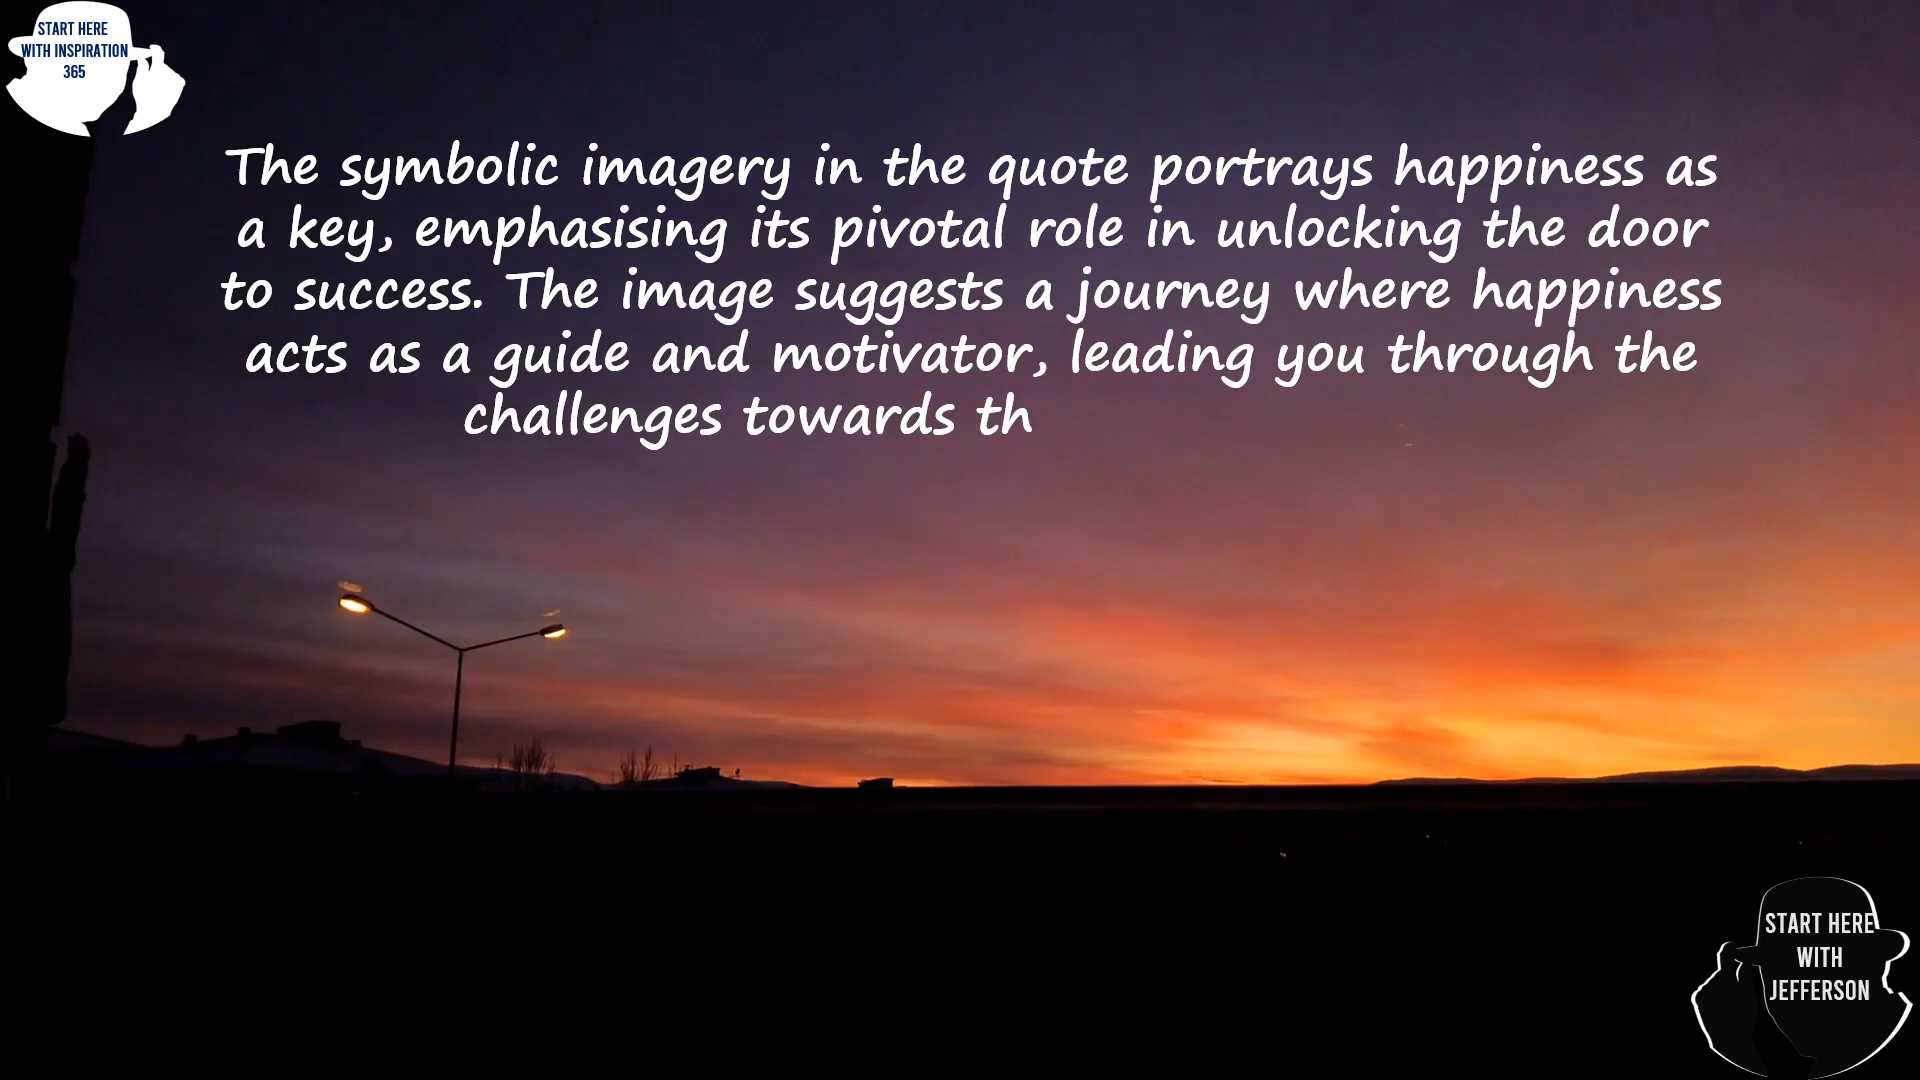 START HERE
WITH INSPIRATION
365
The symbolic imagery in the quote portrays happiness as
a key, emphasising its pivotal role in unlocking the door
to success. The image suggests a journey where happiness
acts as a guide and motivator, leading you through the
challenges towards th
START HERE
WITH
JEFFERSON